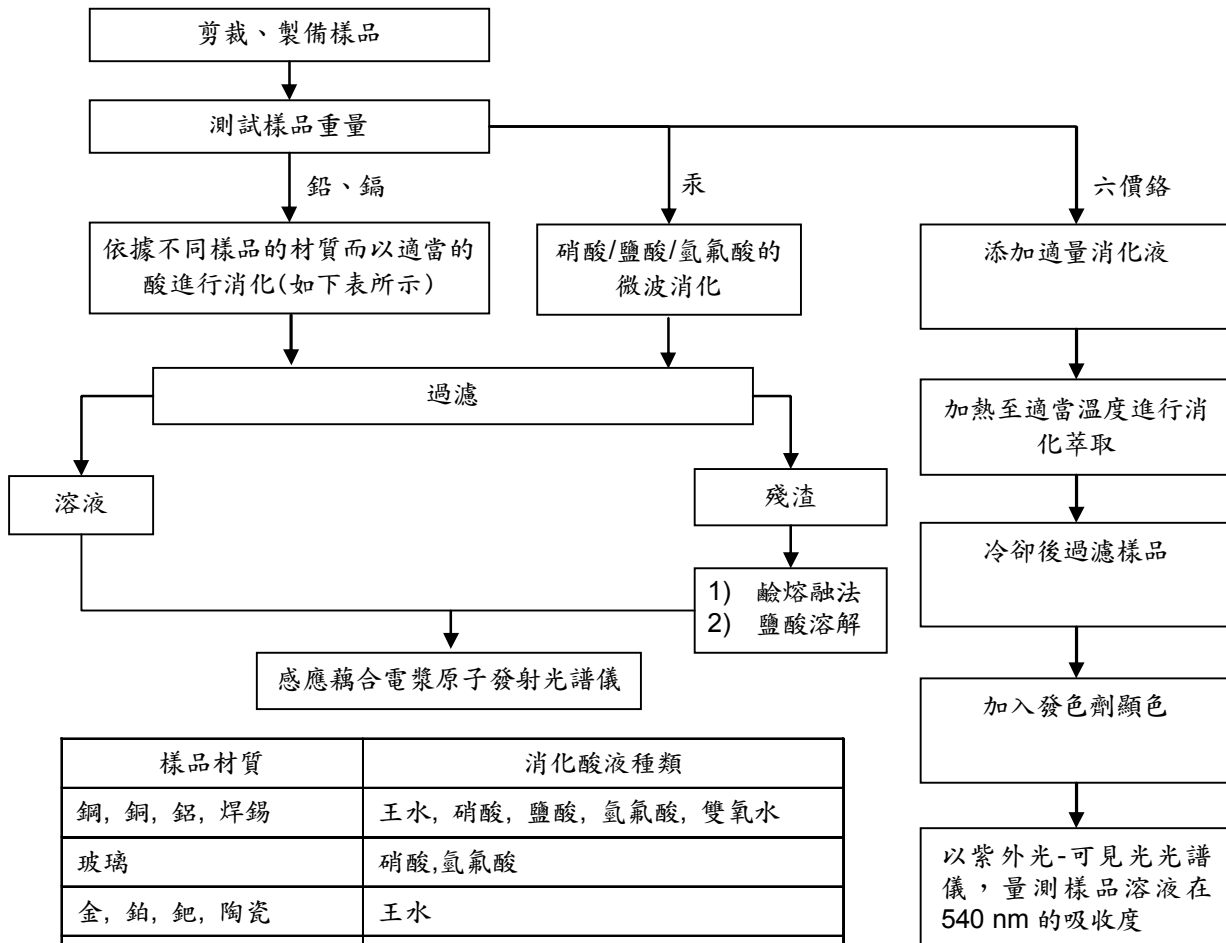 剪裁、製備樣品
測試樣品重量
鉛、鎘
汞
六價鉻
依據不同樣品的材質而以適當的
酸進行消化(如下表所示)
硝酸/鹽酸/氫氟酸的
微波消化
添加適量消化液
過濾
加熱至適當溫度進行消
化萃取
溶液
殘渣
冷卻後過濾樣品
1) 鹼熔融法
2) 鹽酸溶解
感應藕合電漿原子發射光譜儀
加入發色劑顯色
樣品材質 消化酸液種類
鋼, 銅, 鋁, 焊錫 王水, 硝酸, 鹽酸, 氫氟酸, 雙氧水
玻璃 硝酸,氫氟酸
金, 鉑, 鈀, 陶瓷 王水
以紫外光-可見光光譜
儀，量測樣品溶液在
540 nm 的吸收度